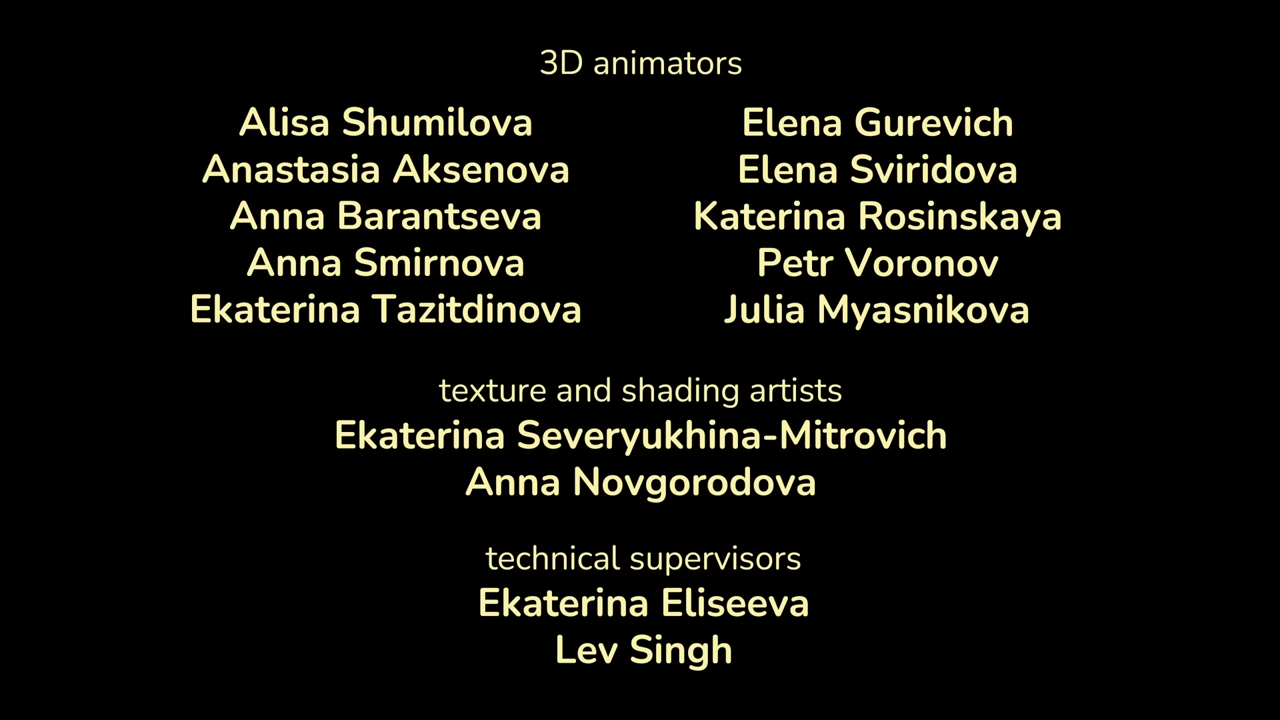 3D animators
Alisa Shumilova
Anastasia Aksenova
Anna Barantseva
Anna Smirnova
Ekaterina Tazitdinova
Elena Gurevich
Elena Sviridova
Katerina Rosinskaya
Petr Voronov
Julia Myasnikova
texture and shading artists
Ekaterina Severyukhina-Mitrovich
Anna Novgorodova
technical supervisors
Ekaterina Eliseeva
Lev Singh